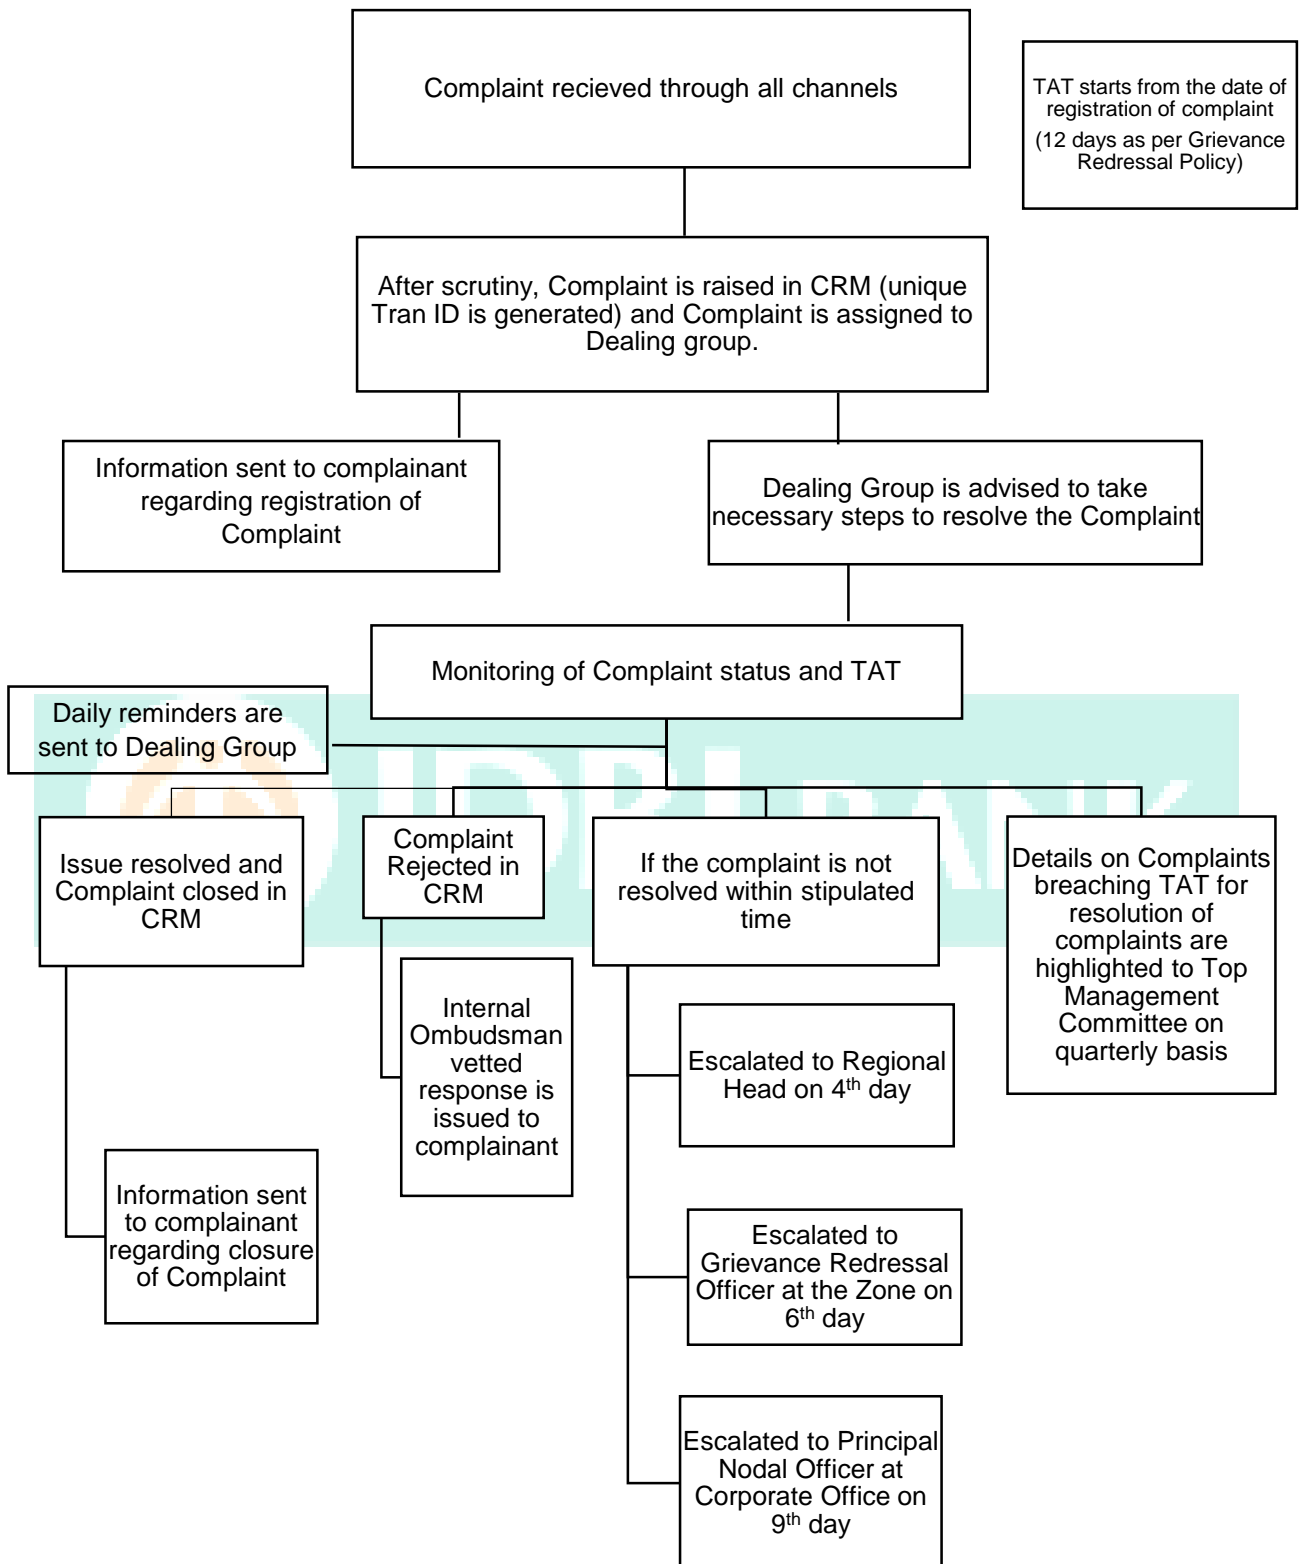 Complaint recieved through all channels
TAT starts from the date of
registration of complaint
(12 days as per Grievance
Redressal Policy)
After scrutiny, Complaint is raised in CRM (unique
Tran ID is generated) and Complaint is assigned to
Dealing group.
Information sent to complainant
regarding registration of
Complaint
Dealing Group is advised to take
necessary steps to resolve the Complaint
Monitoring of Complaint status and TAT
Daily reminders are
sent to Dealing Group
IDBI BANK
Issue resolved and
Complaint closed in
CRM
Complaint
Rejected in
CRM
If the complaint is not
resolved within stipulated
time
Details on Complaints
breaching TAT for
resolution of
complaints are
highlighted to Top
Management
Committee on
quarterly basis
Internal
Ombudsman
vetted
response is
issued to
complainant
Escalated to Regional
Head on 4th day
Information sent
to complainant
regarding closure
of Complaint
Escalated to
Grievance Redressal
Officer at the Zone on
6th day
Escalated to Principal
Nodal Officer at
Corporate Office on
9th day